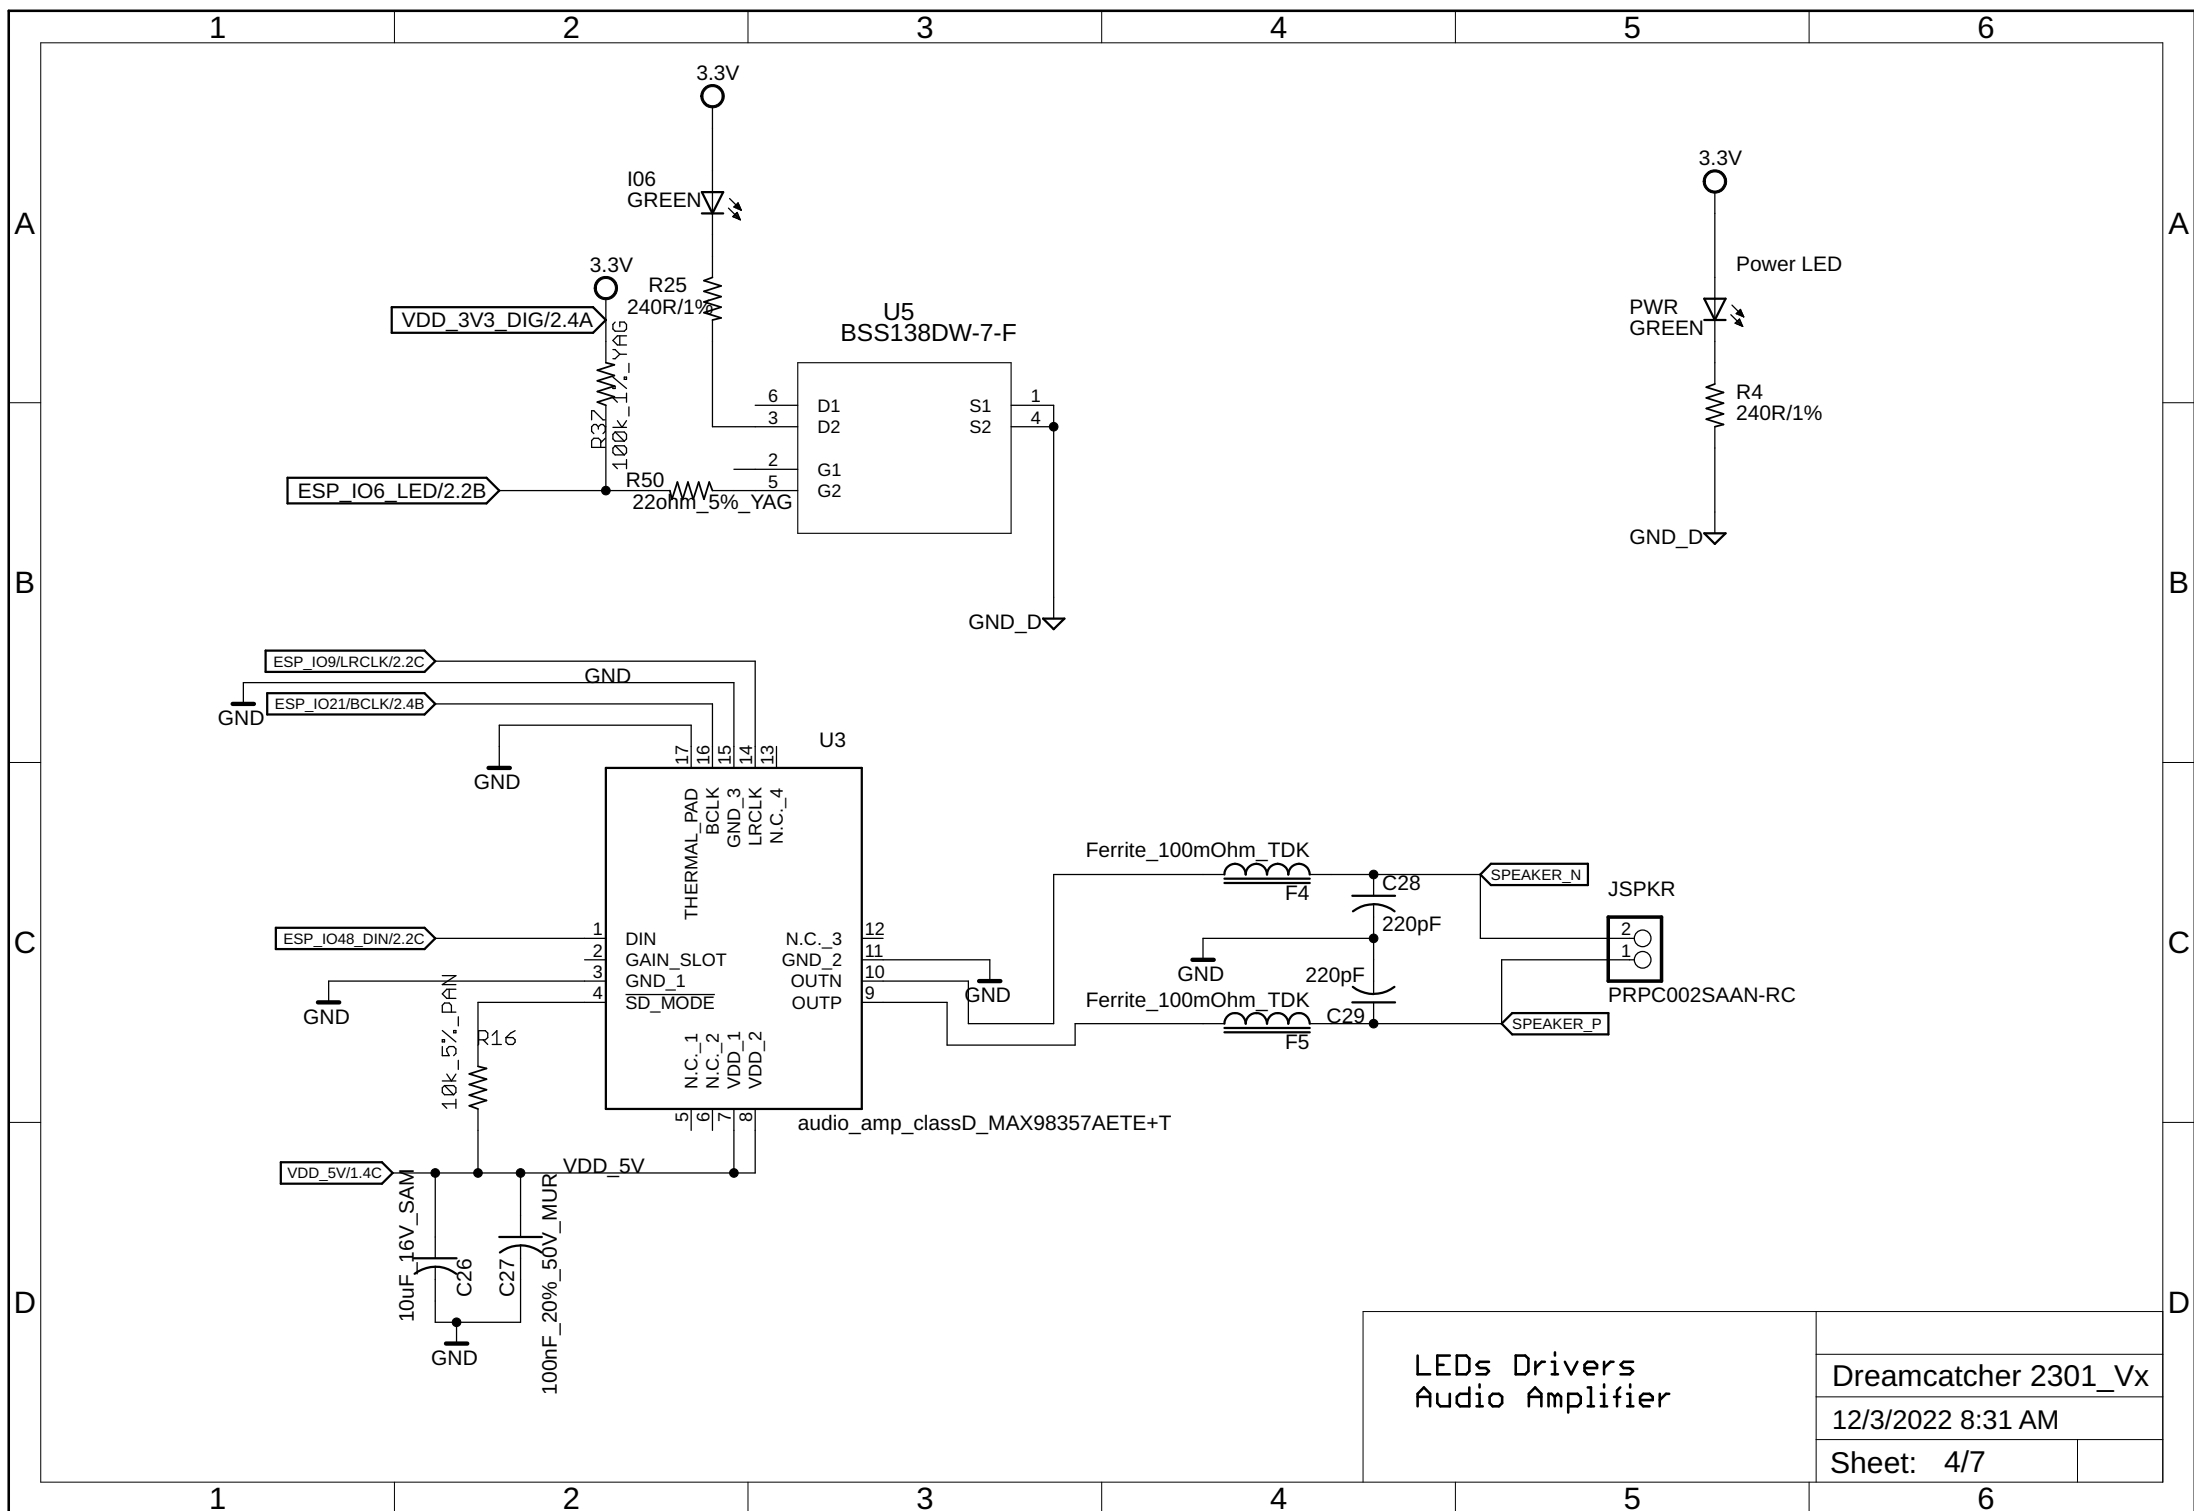 1 2 3 4 5 6
A
A
B
B
C
C
D
D
3.3V
I06
GREEN
3.3V
R25
240R/1%
VDD_3V3_DIG/2.4A
R37
100k_1%_YAG
U5
BSS138DW-7-F
6 D1
3 D2
2 G1
5 G2
S1 1
S2 4
ESP_IO6_LED/2.2B
R50
22ohm_5%_YAG
GND_D
3.3V
Power LED
PWR
GREEN
R4
240R/1%
GND_D
ESP_IO9/LRCLK/2.2C
GND
GND
ESP_IO21/BCLK/2.4B
GND
U3
17 16 15 14 13
THERMAL_PAD
BCLK
GND_3
LRCLK
N.C._4
ESP_IO48_DIN/2.2C
1 DIN
2 GAIN_SLOT
3 GND_1
4 SD_MODE
GND
N.C._3 12
GND_2 11
OUTN 10
OUTP 9
GND
10k_5%_PAN
R16
N.C._1
N.C._2
VDD_1
VDD_2
5 6 7 8
audio_amp_classD_MAX98357AETE+T
Ferrite_100mOhm_TDK
F4
C28
220pF
GND
220pF
Ferrite_100mOhm_TDK
C29
F5
SPEAKER_N
JSPKR
2
1
PRPC002SAAN-RC
SPEAKER_P
VDD_5V/1.4C
VDD_5V
10uF_16V_SAM
C26
C27
100nF_20%_50V_MUR
GND
LEDs Drivers
Audio Amplifier
Dreamcatcher 2301_Vx
12/3/2022 8:31 AM
Sheet: 4/7
1 2 3 4 5 6